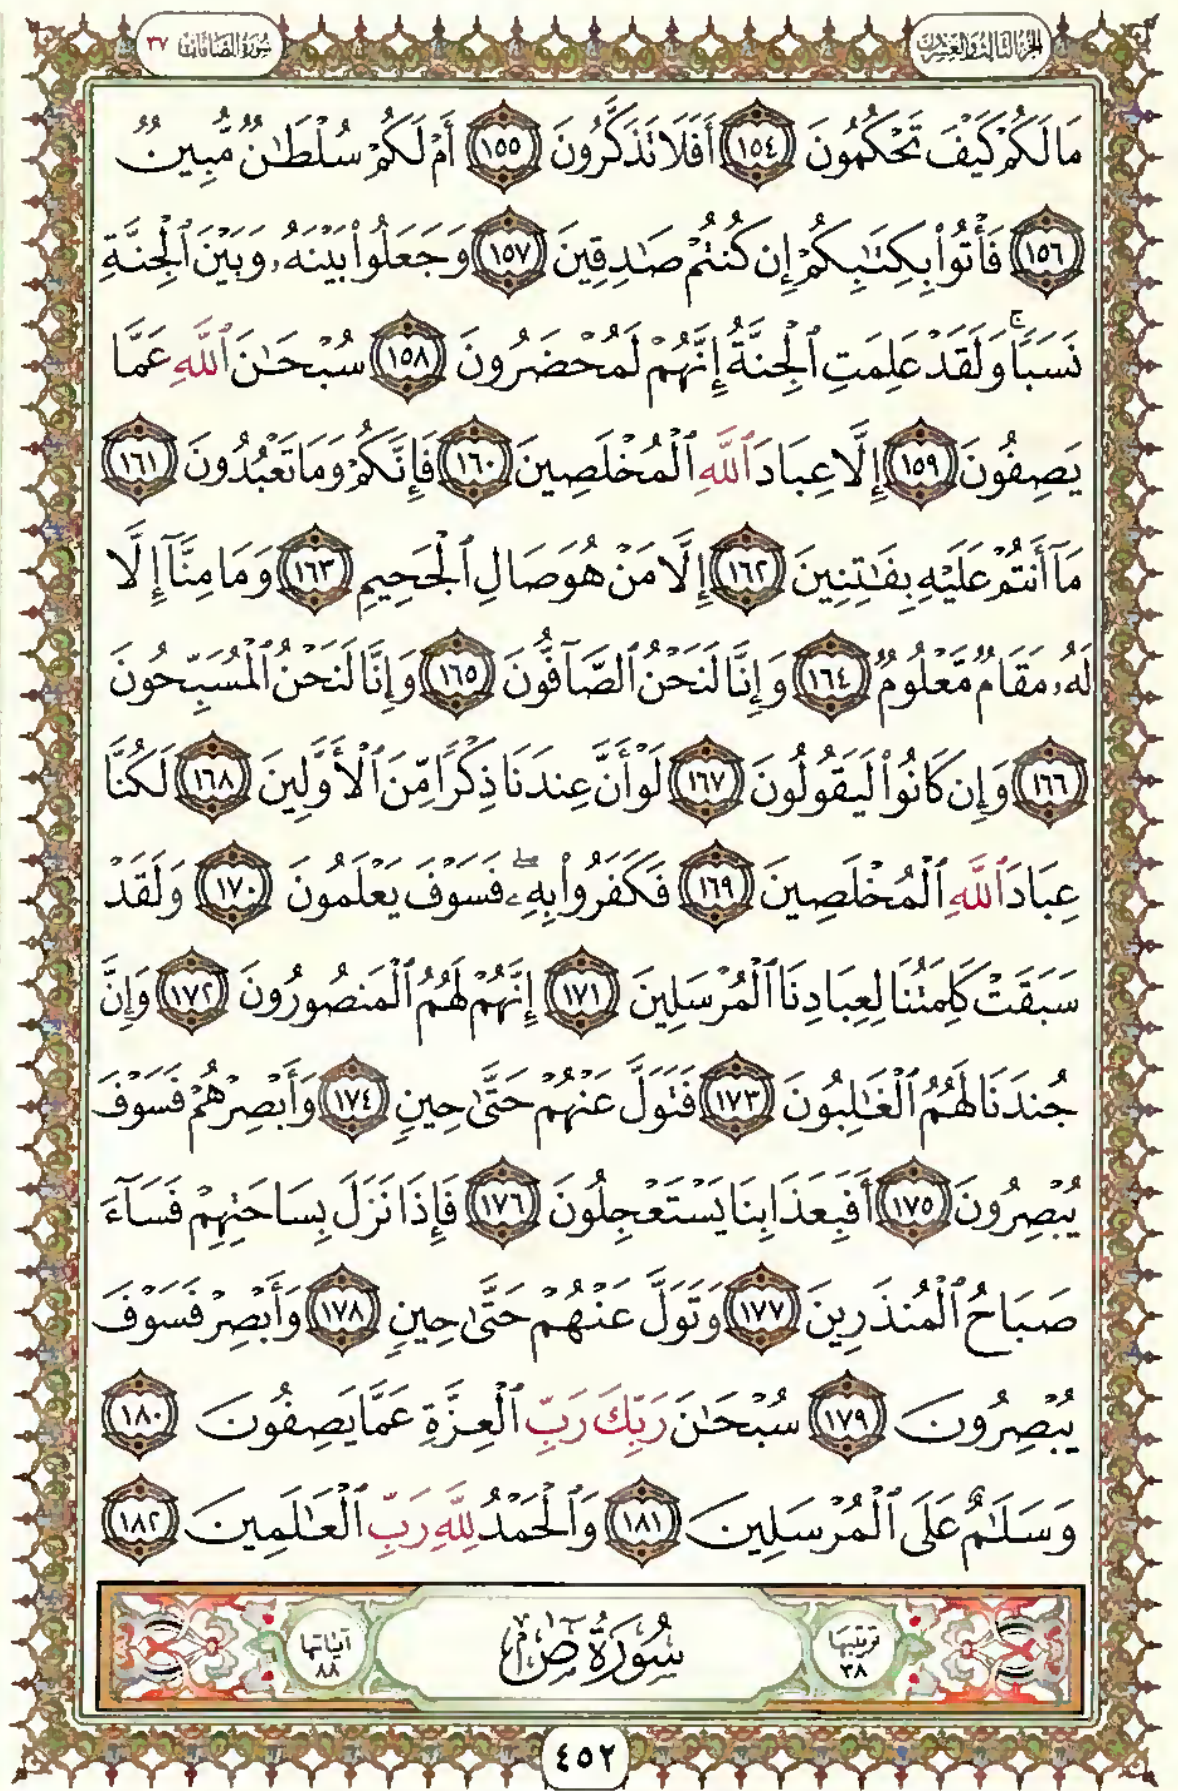 الجزء الثالث والعشرون
سورة الصافات ٣٧
مَا لَكُمْ كَيْفَ تَحْكُمُونَ ١٥٤ أَفَلَا تَذَكَّرُونَ ١٥٥ أَمْ لَكُمْ سُلْطَٰنٌ مُّبِينٌ
١٥٦ فَأْتُوا۟ بِكِتَٰبِكُمْ إِن كُنتُمْ صَٰدِقِينَ ١٥٧ وَجَعَلُوا۟ بَيْنَهُۥ وَبَيْنَ ٱلْجِنَّةِ
نَسَبًا ۚ وَلَقَدْ عَلِمَتِ ٱلْجِنَّةُ إِنَّهُمْ لَمُحْضَرُونَ ١٥٨ سُبْحَٰنَ ٱللَّهِ عَمَّا
يَصِفُونَ ١٥٩ إِلَّا عِبَادَ ٱللَّهِ ٱلْمُخْلَصِينَ ١٦٠ فَإِنَّكُمْ وَمَا تَعْبُدُونَ ١٦١
مَآ أَنتُمْ عَلَيْهِ بِفَٰتِنِينَ ١٦٢ إِلَّا مَنْ هُوَ صَالِ ٱلْجَحِيمِ ١٦٣ وَمَا مِنَّآ إِلَّا
لَهُۥ مَقَامٌ مَّعْلُومٌ ١٦٤ وَإِنَّا لَنَحْنُ ٱلصَّآفُّونَ ١٦٥ وَإِنَّا لَنَحْنُ ٱلْمُسَبِّحُونَ
١٦٦ وَإِن كَانُوا۟ لَيَقُولُونَ ١٦٧ لَوْ أَنَّ عِندَنَا ذِكْرًا مِّنَ ٱلْأَوَّلِينَ ١٦٨ لَكُنَّا
عِبَادَ ٱللَّهِ ٱلْمُخْلَصِينَ ١٦٩ فَكَفَرُوا۟ بِهِۦ ۖ فَسَوْفَ يَعْلَمُونَ ١٧٠ وَلَقَدْ
سَبَقَتْ كَلِمَتُنَا لِعِبَادِنَا ٱلْمُرْسَلِينَ ١٧١ إِنَّهُمْ لَهُمُ ٱلْمَنصُورُونَ ١٧٢ وَإِنَّ
جُندَنَا لَهُمُ ٱلْغَٰلِبُونَ ١٧٣ فَتَوَلَّ عَنْهُمْ حَتَّىٰ حِينٍ ١٧٤ وَأَبْصِرْهُمْ فَسَوْفَ
يُبْصِرُونَ ١٧٥ أَفَبِعَذَابِنَا يَسْتَعْجِلُونَ ١٧٦ فَإِذَا نَزَلَ بِسَاحَتِهِمْ فَسَآءَ
صَبَاحُ ٱلْمُنذَرِينَ ١٧٧ وَتَوَلَّ عَنْهُمْ حَتَّىٰ حِينٍ ١٧٨ وَأَبْصِرْ فَسَوْفَ
يُبْصِرُونَ ١٧٩ سُبْحَٰنَ رَبِّكَ رَبِّ ٱلْعِزَّةِ عَمَّا يَصِفُونَ ١٨٠
وَسَلَٰمٌ عَلَى ٱلْمُرْسَلِينَ ١٨١ وَٱلْحَمْدُ لِلَّهِ رَبِّ ٱلْعَٰلَمِينَ ١٨٢
ترتيبها ٣٨
سُورَةُ صٓ
آياتها ٨٨
٤٥٢